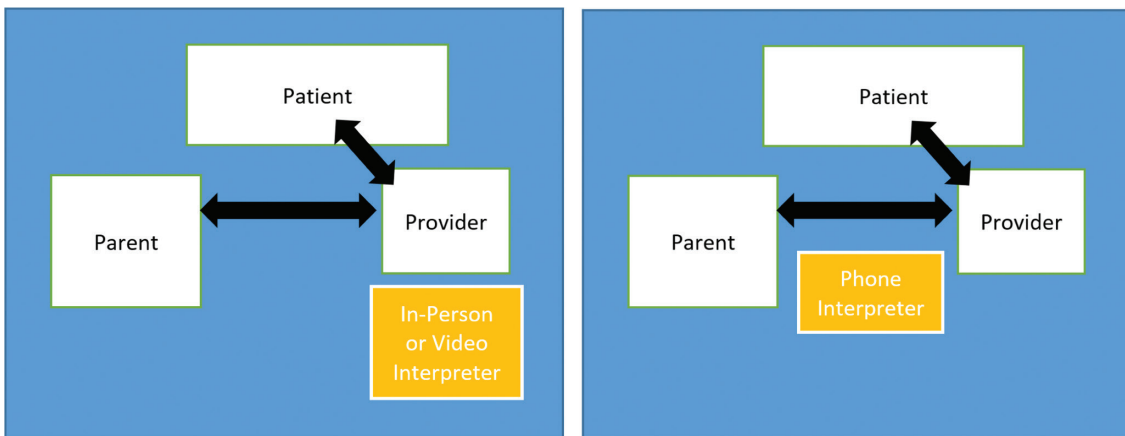 Patient
Parent
Provider
In-Person
or Video
Interpreter
Patient
Parent
Provider
Phone
Interpreter